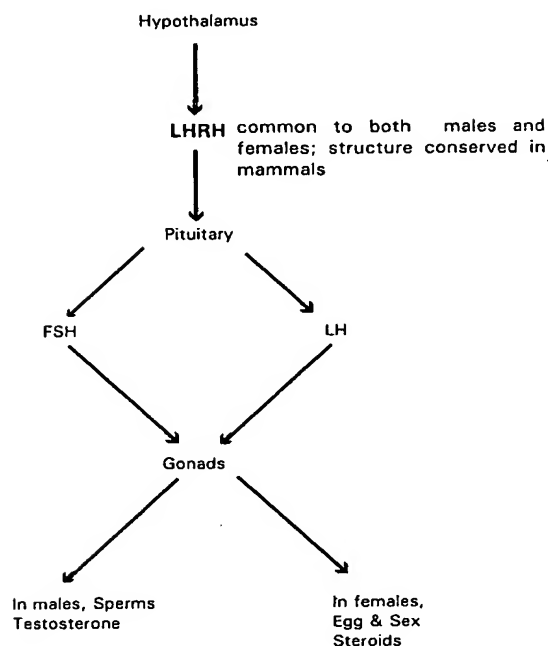 Hypothalamus
LHRH common to both males and
females; structure conserved in
mammals
Pituitary
FSH
LH
Gonads
In males, Sperms
Testosterone
In females,
Egg & Sex
Steroids